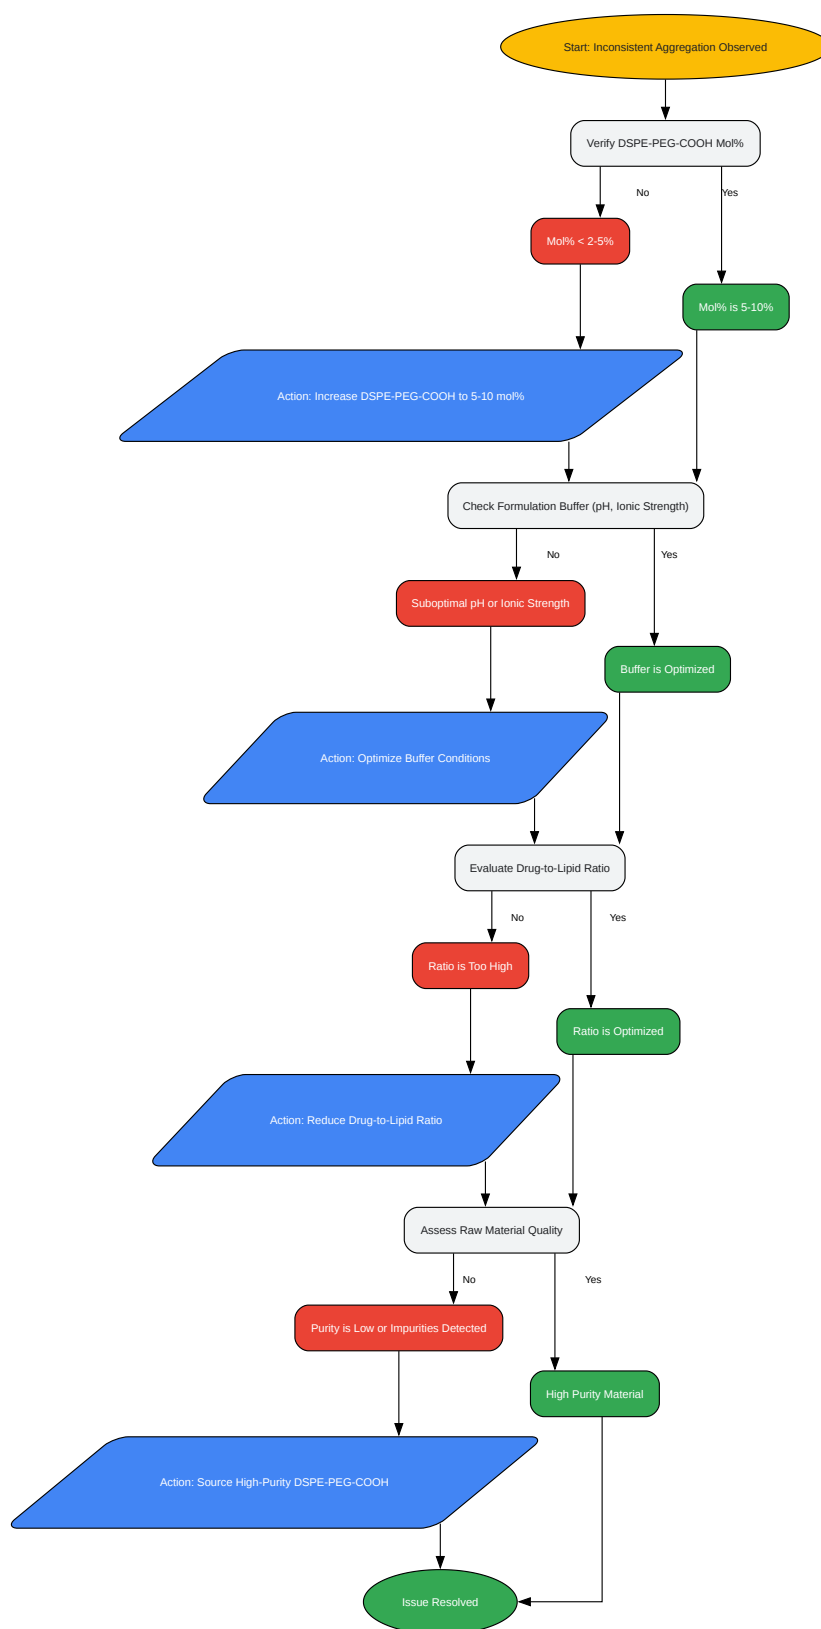 Start: Inconsistent Aggregation Observed
Verify DSPE-PEG-COOH Mol%
No
Yes
Mol% < 2-5%
Mol% is 5-10%
Action: Increase DSPE-PEG-COOH to 5-10 mol%
Check Formulation Buffer (pH, Ionic Strength)
No
Yes
Suboptimal pH or Ionic Strength
Buffer is Optimized
Action: Optimize Buffer Conditions
Evaluate Drug-to-Lipid Ratio
No
Yes
Ratio is Too High
Ratio is Optimized
Action: Reduce Drug-to-Lipid Ratio
Assess Raw Material Quality
No
Yes
Purity is Low or Impurities Detected
High Purity Material
Action: Source High-Purity DSPE-PEG-COOH
Issue Resolved